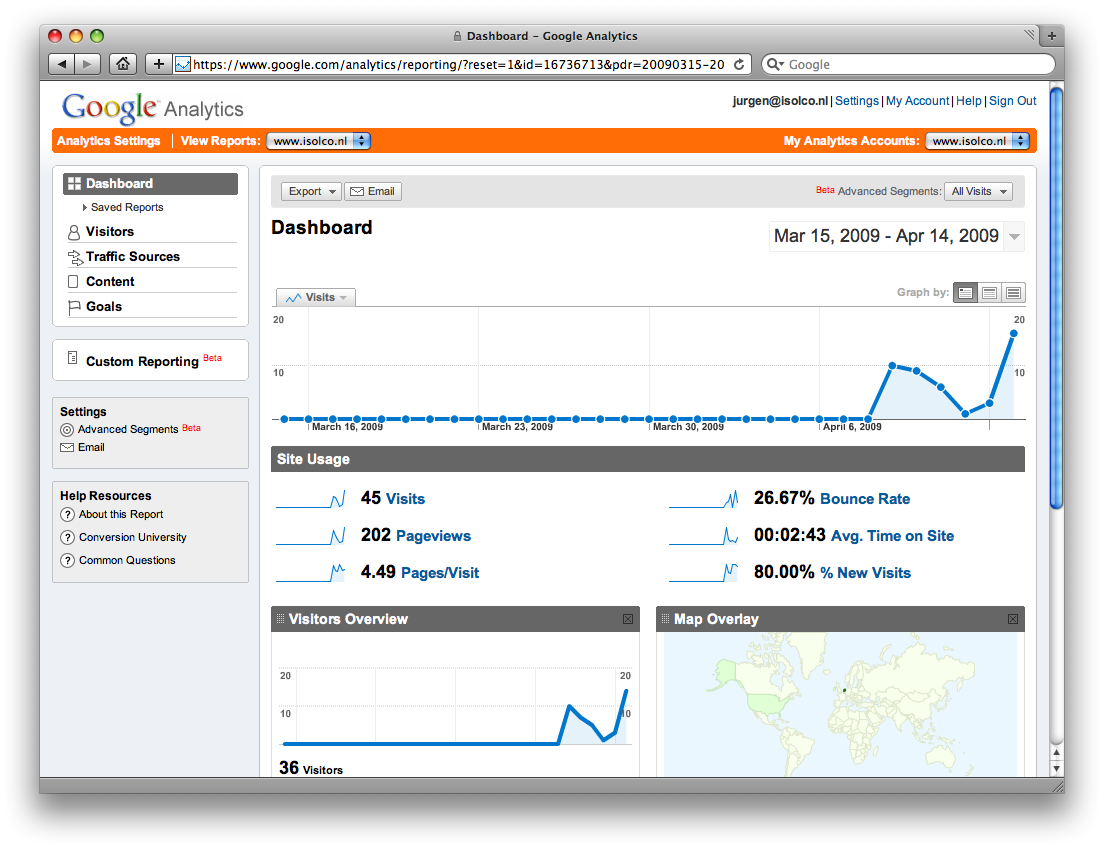 Dashboard – Google Analytics
https://www.google.com/analytics/reporting/?reset=1&id=16736713&pdr=20090315-20
Google
Google Analytics
jurgen@isolco.nl | Settings | My Account | Help | Sign Out
Analytics Settings | View Reports: www.isolco.nl
My Analytics Accounts: www.isolco.nl
Dashboard
Saved Reports
Visitors
Traffic Sources
Content
Goals
Custom Reporting Beta
Settings
Advanced Segments Beta
Email
Help Resources
? About this Report
? Conversion University
? Common Questions
Export Email
Beta Advanced Segments: All Visits
Dashboard
Mar 15, 2009 - Apr 14, 2009
Visits
Graph by:
20 20
10 10
March 16, 2009 March 23, 2009 March 30, 2009 April 6, 2009
Site Usage
45 Visits
26.67% Bounce Rate
202 Pageviews
00:02:43 Avg. Time on Site
4.49 Pages/Visit
80.00% % New Visits
Visitors Overview
20 20
10 10
36 Visitors
Map Overlay